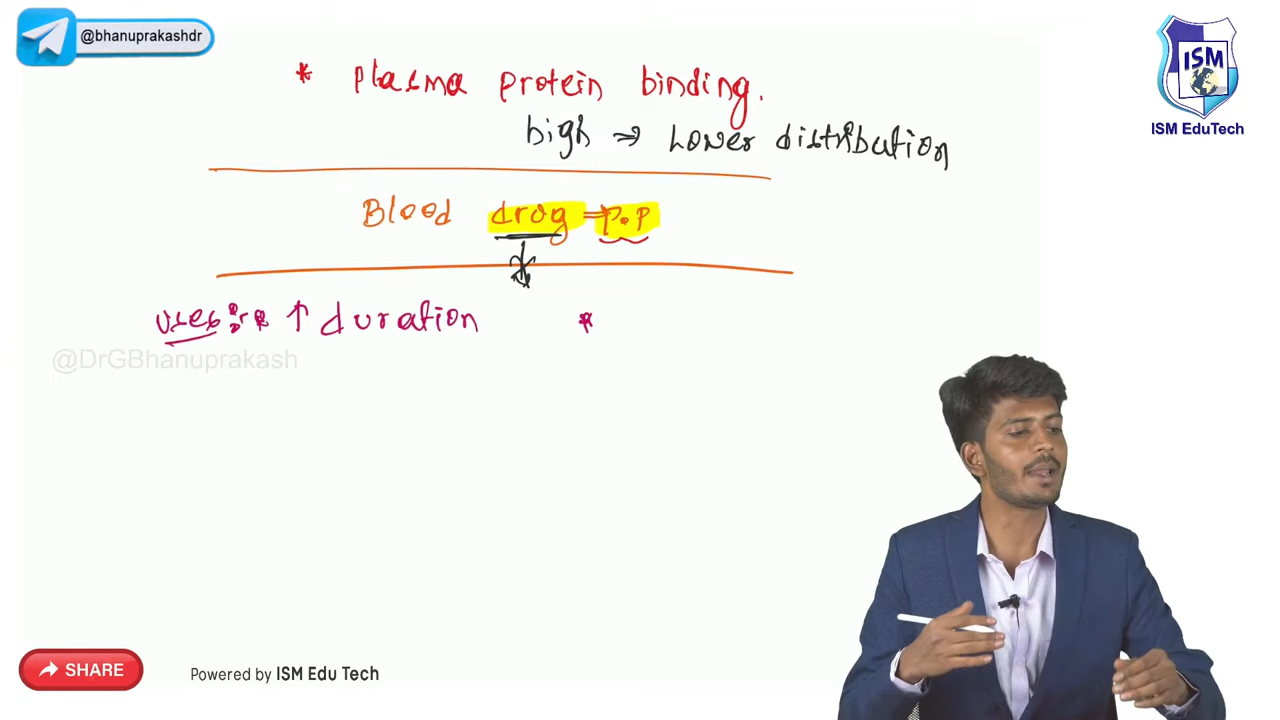 @bhanuprakashdr
ISM
ISM EduTech
* plasma protein binding.
high ⇒ Lower distribution
Blood drug = P.P
uses :- * ↑ duration *
@DrGBhanuprakash
SHARE
Powered by ISM Edu Tech